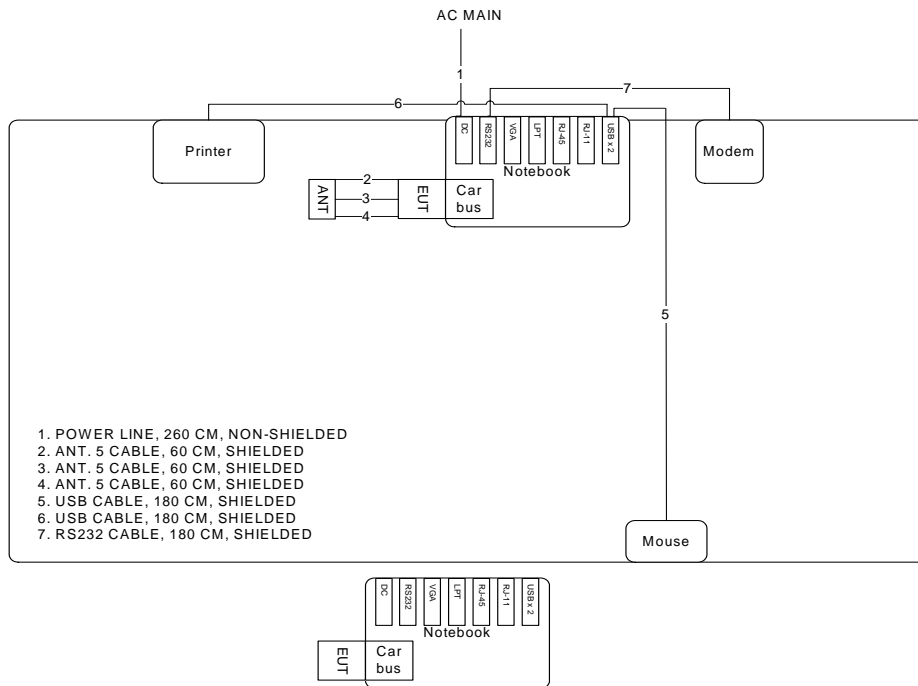 AC MAIN
1
6
7
Printer
DC
RS232
VGA
LPT
RJ-45
RJ-11
USB x 2
Notebook
Modem
ANT
2
3
4
EUT
Car
bus
5
1. POWER LINE, 260 CM, NON-SHIELDED
2. ANT. 5 CABLE, 60 CM, SHIELDED
3. ANT. 5 CABLE, 60 CM, SHIELDED
4. ANT. 5 CABLE, 60 CM, SHIELDED
5. USB CABLE, 180 CM, SHIELDED
6. USB CABLE, 180 CM, SHIELDED
7. RS232 CABLE, 180 CM, SHIELDED
Mouse
DC
RS232
VGA
LPT
RJ-45
RJ-11
USB x 2
Notebook
EUT
Car
bus